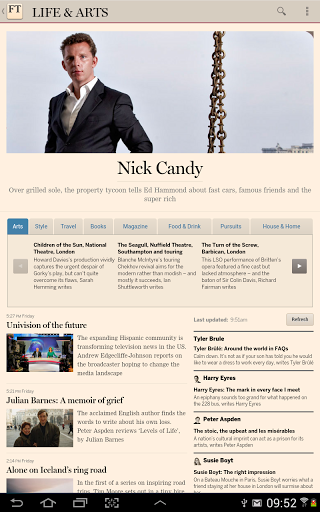 FT LIFE & ARTS
Nick Candy
Over grilled sole, the property tycoon tells Ed Hammond about fast cars, famous friends and the
super rich
Arts Style Travel Books Magazine Food & Drink Pursuits House & Home
Children of the Sun, National
Theatre, London
Howard Davies's production vividly
captures the urgent despair of
Gorky's play, but can't quite
overcome its flaws, Sarah
Hemming writes
The Seagull, Nuffield Theatre,
Southampton and touring
Blanche McIntyre's touring
Chekhov revival aims for the
modern rather than modish – and
mostly it succeeds, Ian
Shuttleworth writes
The Turn of the Screw,
Barbican, London
This LSO performance of Britten's
opera featured a fine cast but
lacked atmosphere – and the
baton of Sir Colin Davis, Richard
Fairman writes
5:27 PM Friday
Univision of the future
The expanding Hispanic community is
transforming television news in the US.
Andrew Edgecliffe-Johnson reports on
the broadcaster hoping to change the
media landscape
5:21 PM Friday
Julian Barnes: A memoir of grief
The acclaimed English author finds the
words to write about his own loss.
Peter Aspden reviews 'Levels of Life',
by Julian Barnes
2:14 PM Friday
Alone on Iceland's ring road
In the first of a series on inspiring road
trips, Tim Moore sets out to a tiny
Last updated: 9:51am
Refresh
Tyler Brule
Tyler Brûlé: Around the world in FAQs
Calm down. It's not as if your son has told you he would
like to wear a dress to work every day, writes Tyler Brûlé
Harry Eyres
Harry Eyres: The mark in every face I meet
An epiphany sounds too grand for what happened on
the 228 bus, writes Harry Eyres
Peter Aspden
The stoic, the upbeat and les misérables
A nation's cultural imprint can act as a prism for its
artists, writes Peter Aspden
Susie Boyt
Susie Boyt: The right impression
On a Bateau Mouche in Paris, Susie Boyt worries what a
friend staying at her house in London will surmise about
09:52